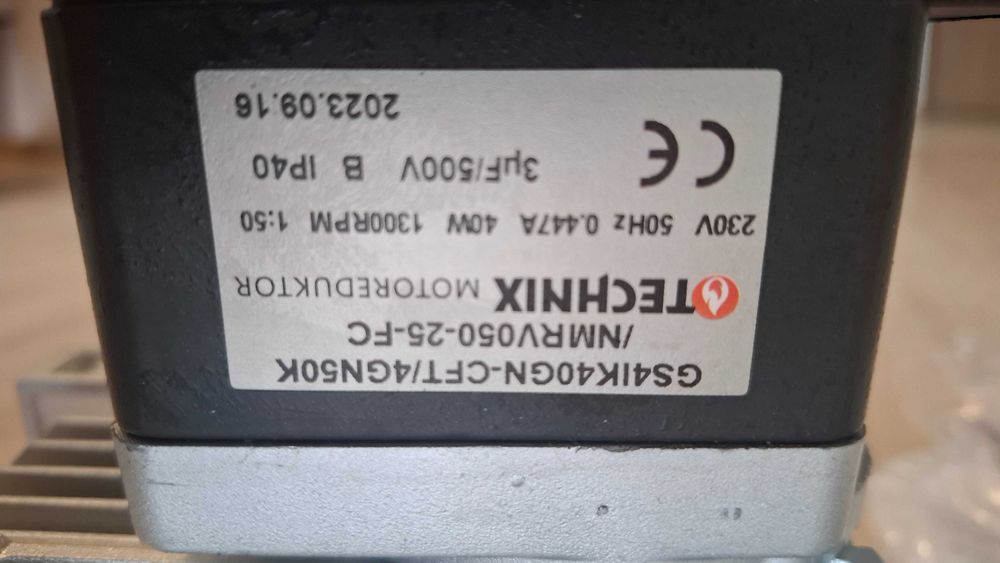 GS4IK40GN-CFT/4GN50K
/NMRV050-25-FC
TECHNIX MOTOREDUKTOR
230V 50Hz 0.447A 40W 1300RPM 1:50
CE 3µF/500V B IP40
2023.09.16